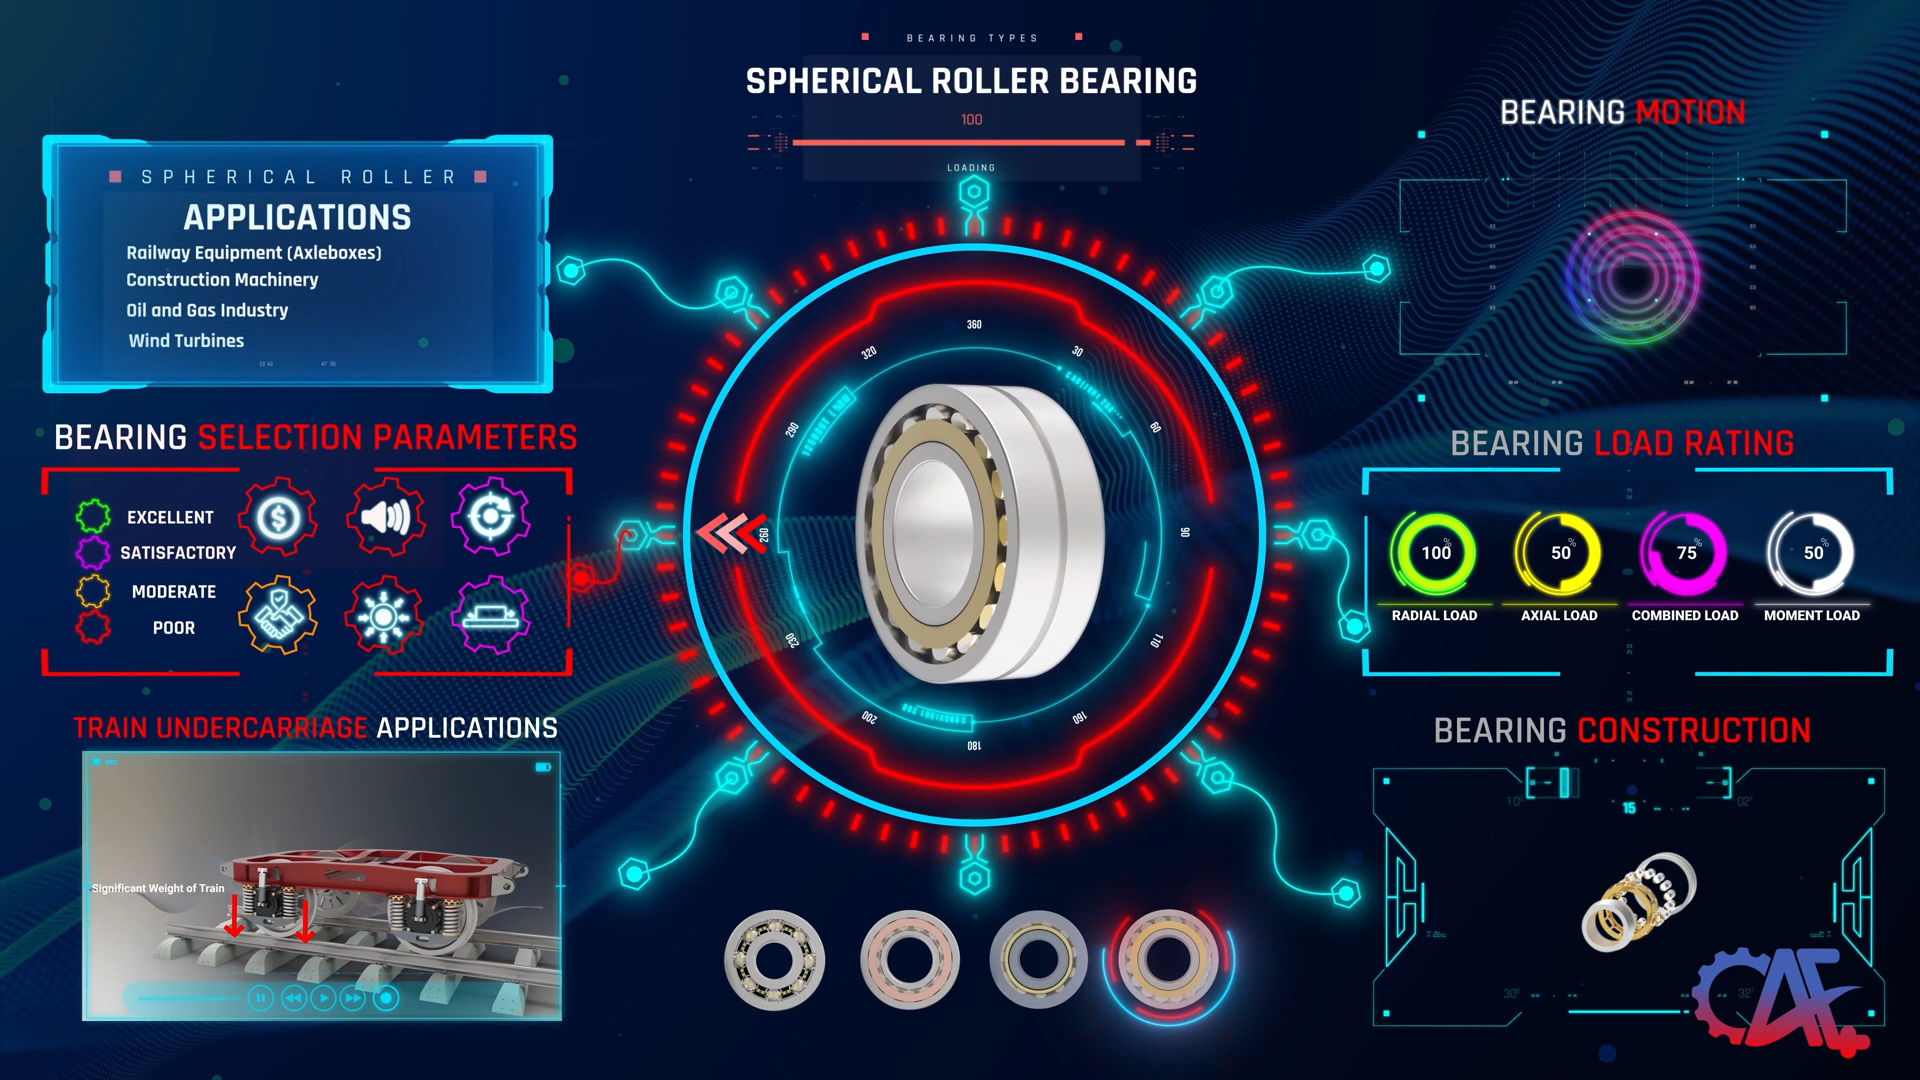 BEARING TYPES
SPHERICAL ROLLER BEARING
100
LOADING
SPHERICAL ROLLER
APPLICATIONS
Railway Equipment (Axleboxes)
Construction Machinery
Oil and Gas Industry
Wind Turbines
BEARING SELECTION PARAMETERS
EXCELLENT
SATISFACTORY
MODERATE
POOR
$
TRAIN UNDERCARRIAGE APPLICATIONS
Significant Weight of Train
360
30
60
90
110
160
180
200
230
260
290
320
BEARING MOTION
BEARING LOAD RATING
100%
50%
75%
50%
RADIAL LOAD
AXIAL LOAD
COMBINED LOAD
MOMENT LOAD
BEARING CONSTRUCTION
15
CAE